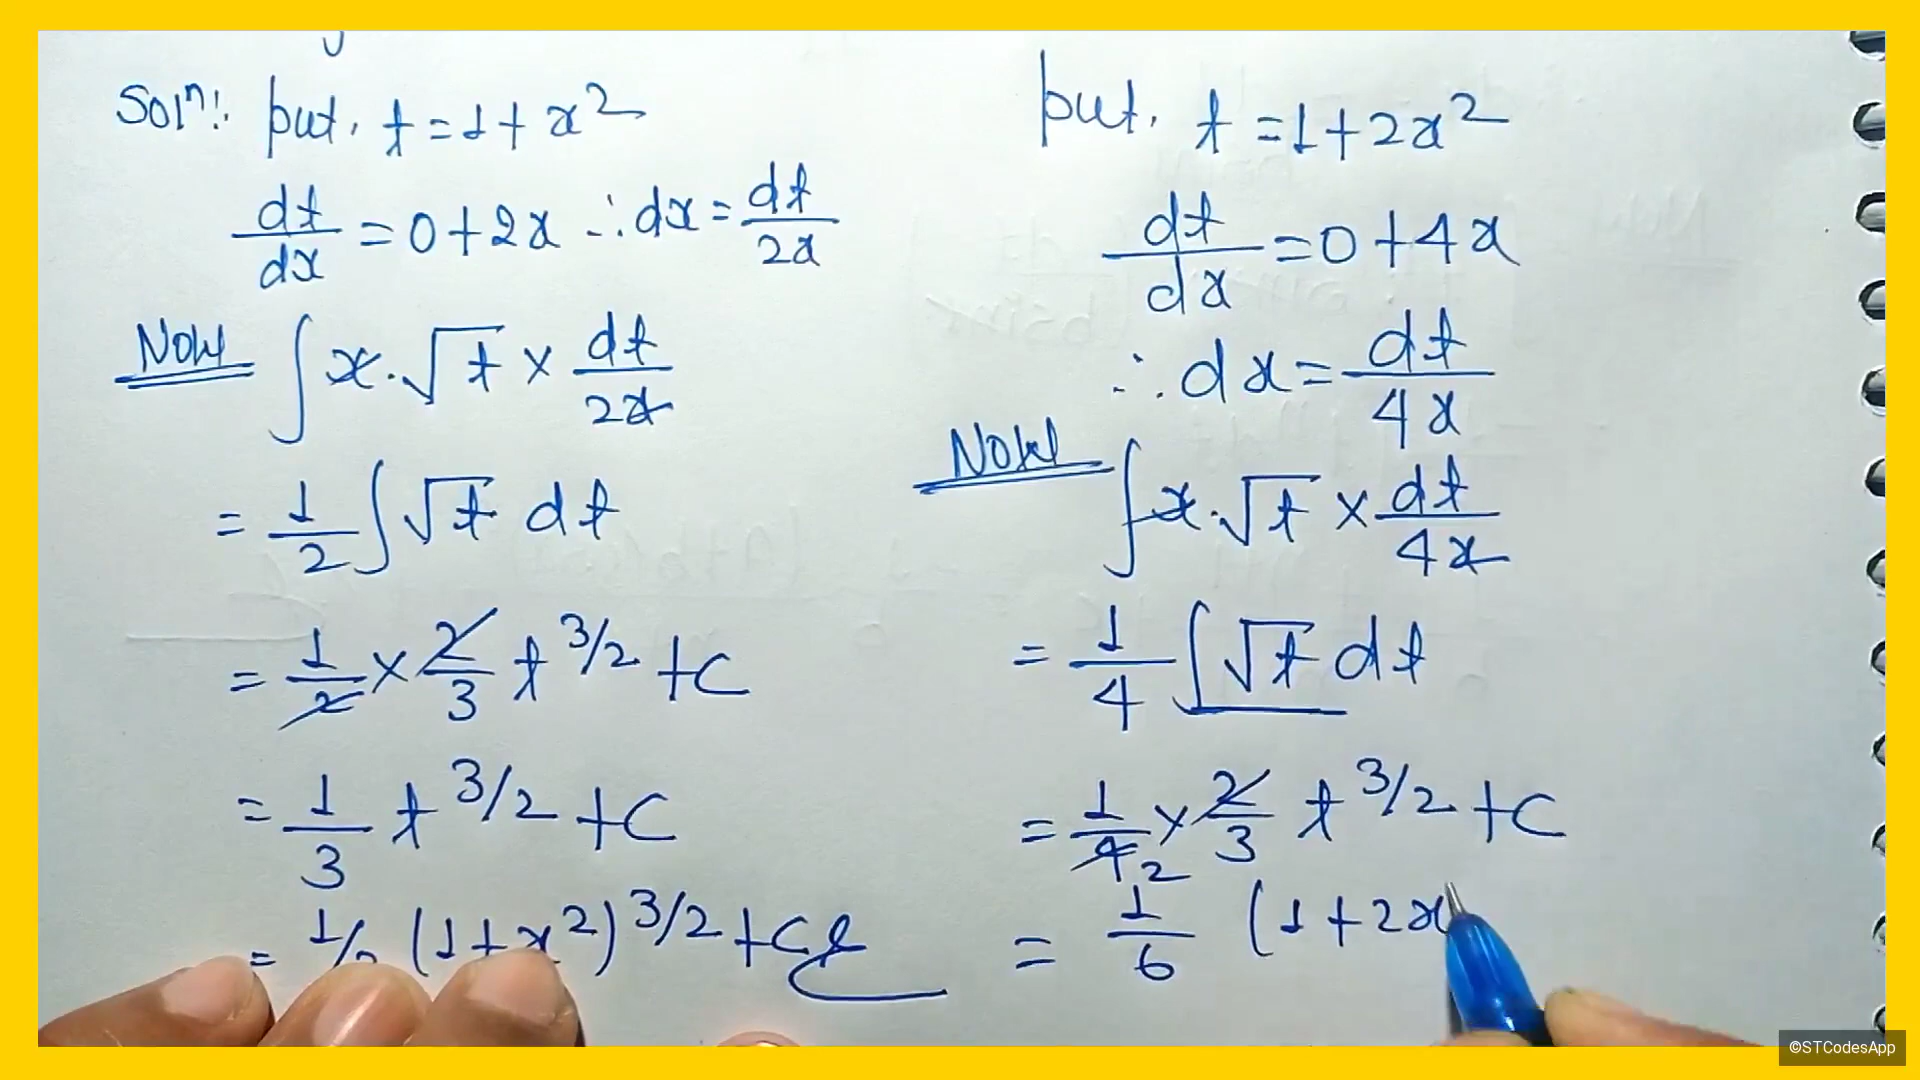 Solⁿ: put, t = 1 + x²
dt/dx = 0 + 2x ∴ dx = dt/2x
Now ∫ x · √t × dt/2x
= 1/2 ∫ √t dt
= 1/2 × 2/3 t^3/2 + C
= 1/3 t^3/2 + C
= (1 + x²)^3/2 + C
put, t = 1 + 2x²
dt/dx = 0 + 4x
∴ dx = dt/4x
Now ∫ x · √t × dt/4x
= 1/4 ∫ √t dt
= 1/4 2 × 2/3 t^3/2 + C
= 1/6 (1 + 2x
©STCodesApp